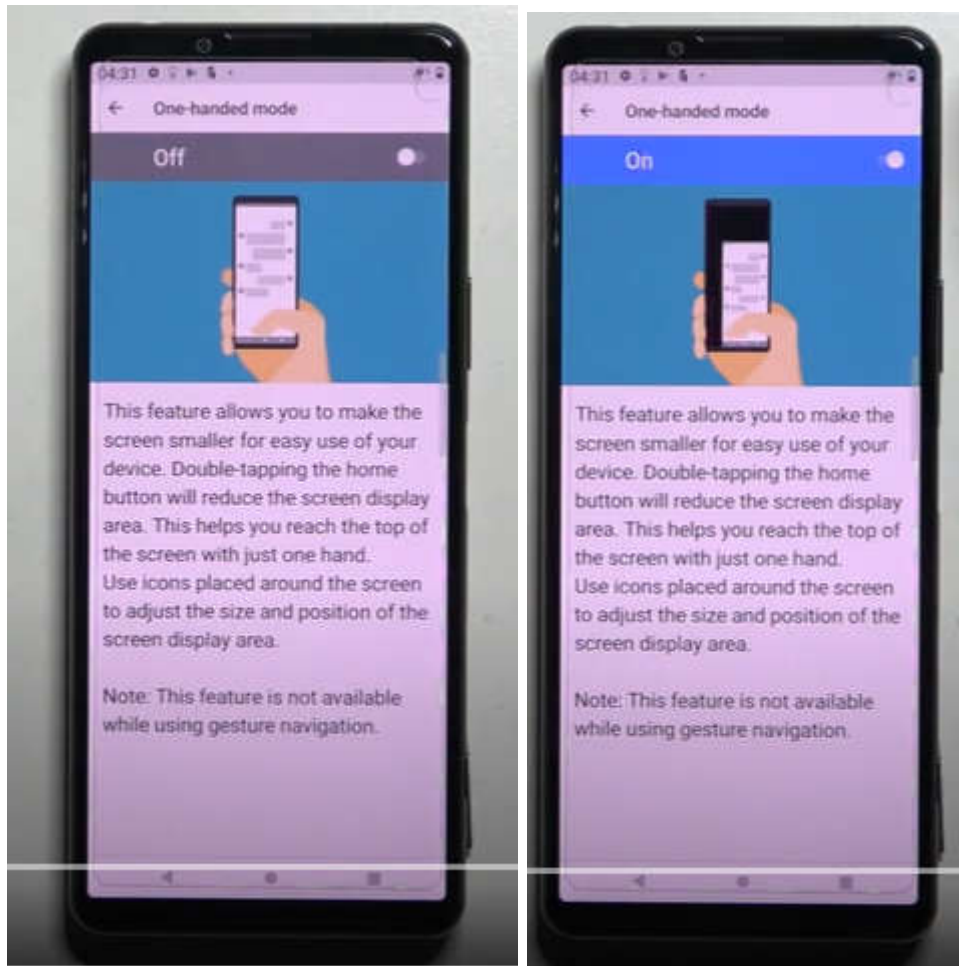 04:31
One-handed mode
Off
This feature allows you to make the
screen smaller for easy use of your
device. Double-tapping the home
button will reduce the screen display
area. This helps you reach the top of
the screen with just one hand.
Use icons placed around the screen
to adjust the size and position of the
screen display area.
Note: This feature is not available
while using gesture navigation.
04:31
One-handed mode
On
This feature allows you to make the
screen smaller for easy use of your
device. Double-tapping the home
button will reduce the screen display
area. This helps you reach the top of
the screen with just one hand.
Use icons placed around the screen
to adjust the size and position of the
screen display area.
Note: This feature is not available
while using gesture navigation.